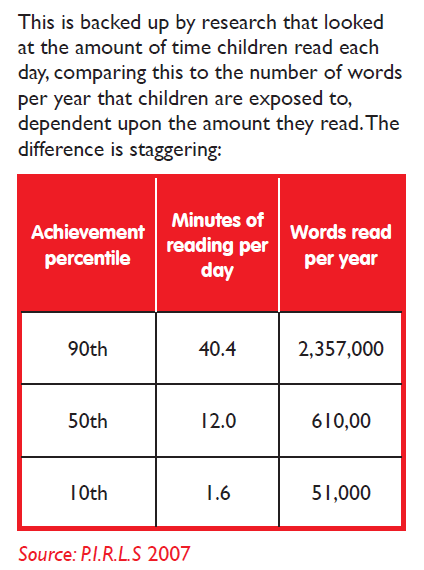 This is backed up by research that looked
at the amount of time children read each
day, comparing this to the number of words
per year that children are exposed to,
dependent upon the amount they read. The
difference is staggering:
Achievement percentile Minutes of reading per day Words read per year
90th 40.4 2,357,000
50th 12.0 610,00
10th 1.6 51,000
Source: P.I.R.L.S 2007